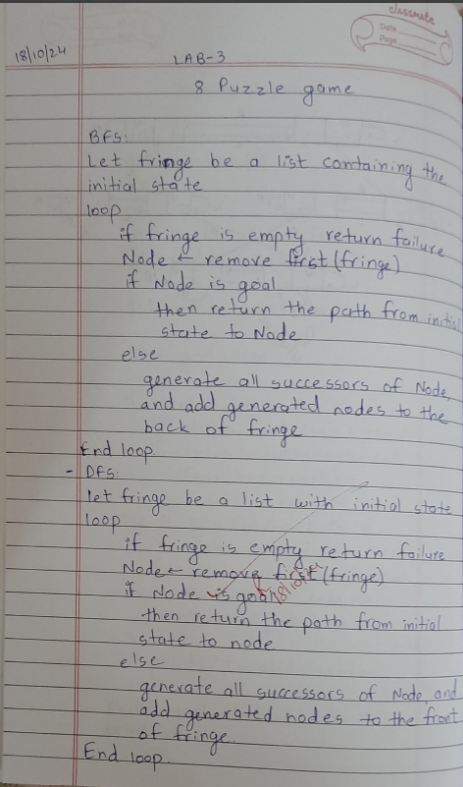 classmate
Date
Page
18/10/24
LAB-3
8 Puzzle game
BFS:
Let fringe be a list containing the
initial state
loop
if fringe is empty return failure
Node ← remove first (fringe)
if Node is goal
then return the path from initial
state to Node
else
generate all successors of Node,
and add generated nodes to the
back of fringe
End loop
- DFS:
Let fringe be a list with initial state
loop
if fringe is empty return failure
Node ← remove first (fringe)
if Node is goal
then return the path from initial
state to node
else
generate all successors of Node, and
add generated nodes to the front
of fringe.
End loop.